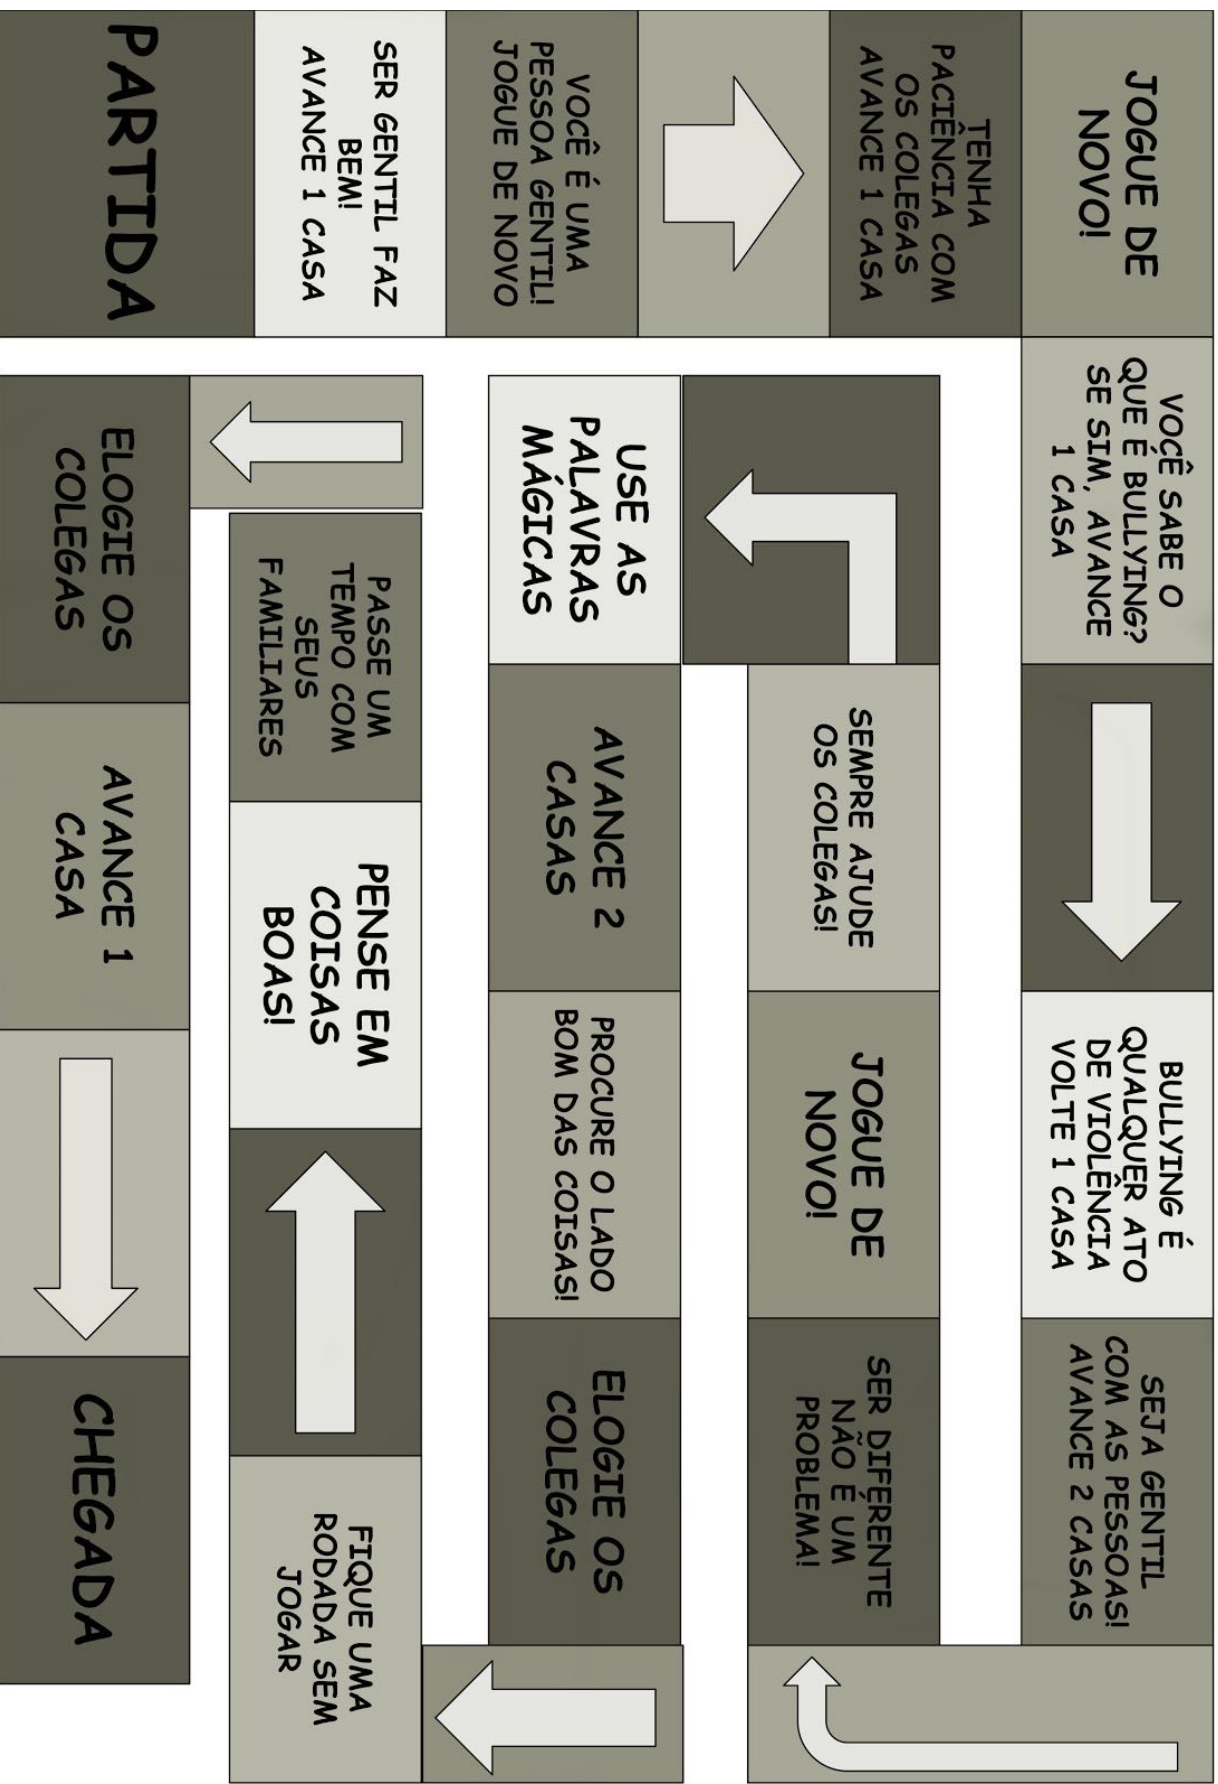 PARTIDA
SER GENTIL FAZ
BEM!
AVANCE 1 CASA
VOCÊ É UMA
PESSOA GENTIL!
JOGUE DE NOVO
TENHA
PACIÊNCIA COM
OS COLEGAS
AVANCE 1 CASA
JOGUE DE
NOVO!
VOCÊ SABE O
QUE É BULLYING?
SE SIM, AVANCE
1 CASA
BULLYING É
QUALQUER ATO
DE VIOLÊNCIA
VOLTE 1 CASA
SEJA GENTIL
COM AS PESSOAS!
AVANCE 2 CASAS
SER DIFERENTE
NÃO É UM
PROBLEMA!
JOGUE DE
NOVO!
SEMPRE AJUDE
OS COLEGAS!
USE AS
PALAVRAS
MÁGICAS
AVANCE 2
CASAS
PROCURE O LADO
BOM DAS COISAS!
ELOGIE OS
COLEGAS
FIQUE UMA
RODADA SEM
JOGAR
PENSE EM
COISAS
BOAS!
PASSE UM
TEMPO COM
SEUS
FAMILIARES
ELOGIE OS
COLEGAS
AVANCE 1
CASA
CHEGADA